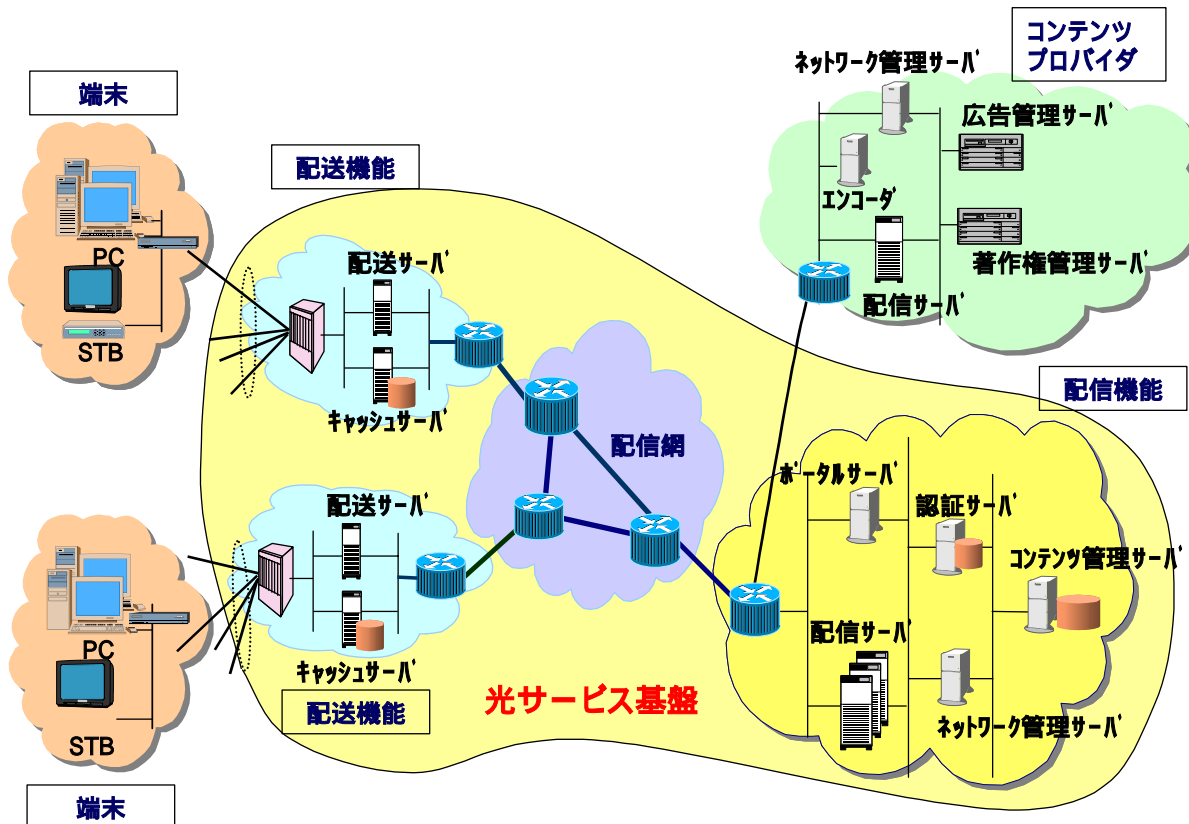 コンテンツ
プロバイダ
ネットワーク管理サーバ
端末
広告管理サーバ
配送機能
エンコーダ
PC
配送サーバ
著作権管理サーバ
配信サーバ
STB
配信機能
キャッシュサーバ
配信網
ポータルサーバ
配送サーバ
認証サーバ
コンテンツ管理サーバ
配信サーバ
PC
キャッシュサーバ
光サービス基盤
配送機能
ネットワーク管理サーバ
STB
端末